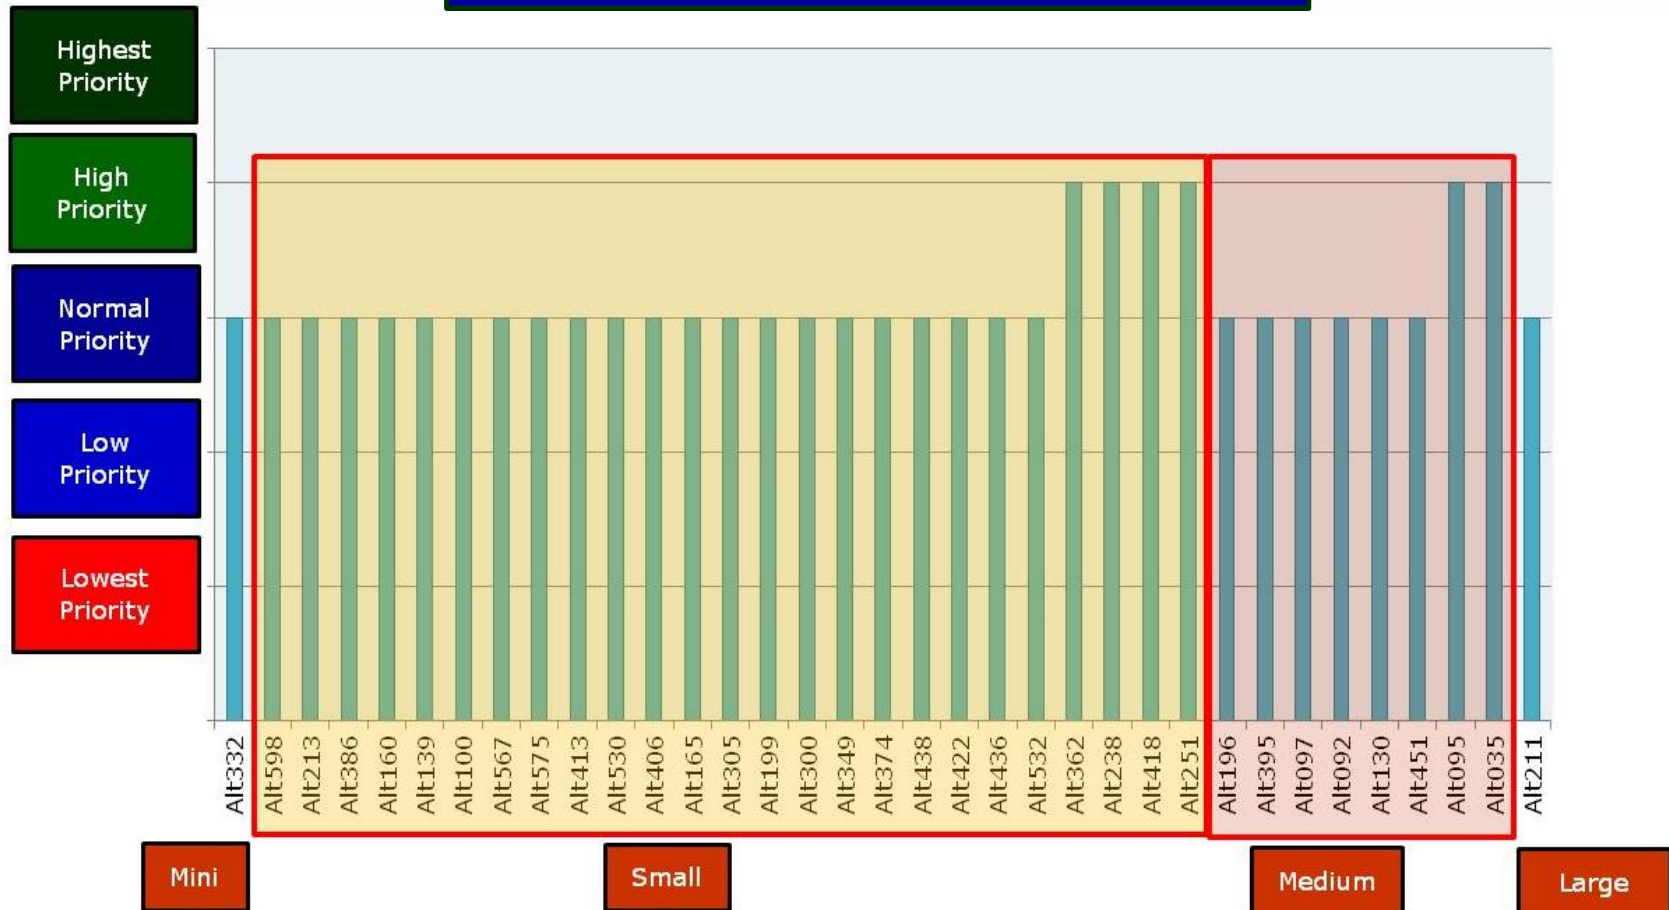 Highest
Priority
High
Priority
Normal
Priority
Low
Priority
Lowest
Priority
Alt332
Alt598
Alt213
Alt386
Alt160
Alt139
Alt100
Alt567
Alt575
Alt413
Alt530
Alt406
Alt165
Alt305
Alt199
Alt300
Alt349
Alt374
Alt438
Alt422
Alt436
Alt532
Alt362
Alt238
Alt418
Alt251
Alt196
Alt395
Alt097
Alt092
Alt130
Alt451
Alt095
Alt035
Alt211
Mini
Small
Medium
Large